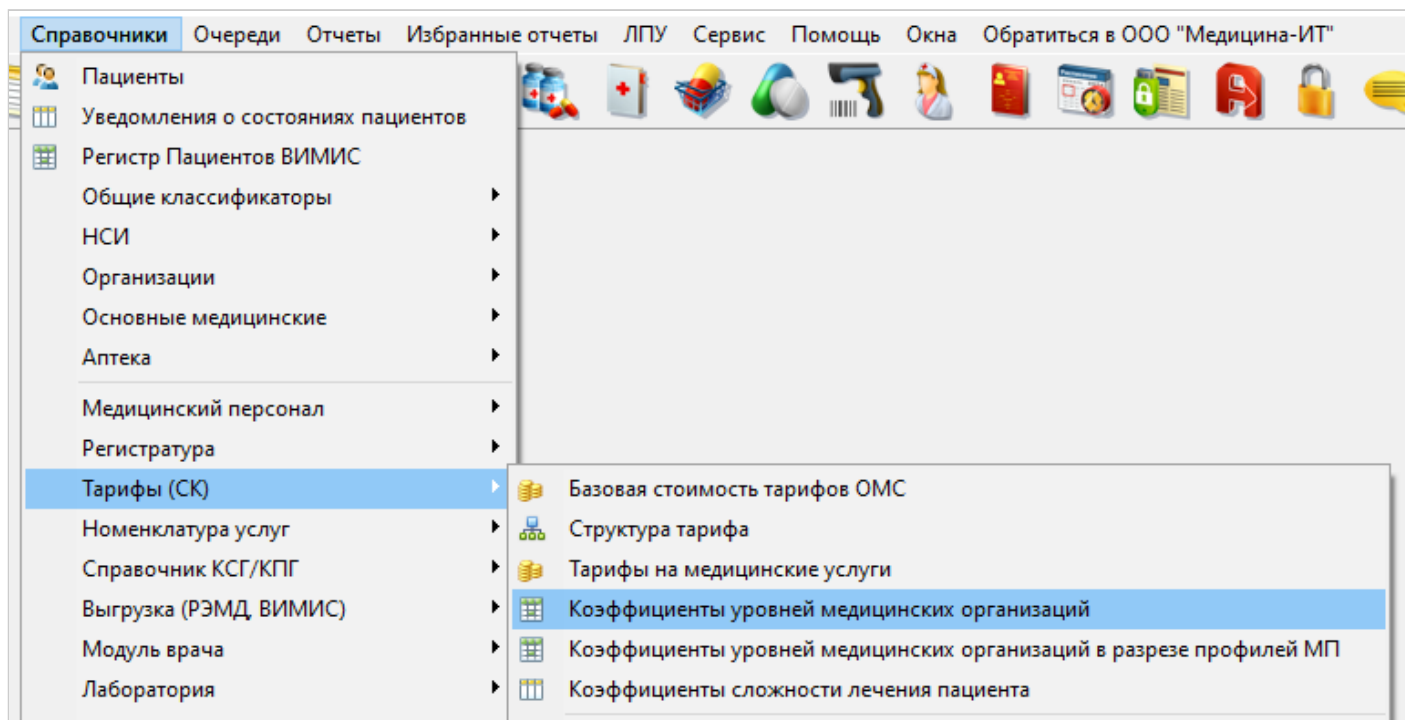 Справочники Очереди Отчеты Избранные отчеты ЛПУ Сервис Помощь Окна Обратиться в ООО "Медицина-ИТ"
Пациенты
Уведомления о состояниях пациентов
Регистр Пациентов ВИМИС
Общие классификаторы
НСИ
Организации
Основные медицинские
Аптека
Медицинский персонал
Регистратура
Тарифы (СК)
Номенклатура услуг
Справочник КСГ/КПГ
Выгрузка (РЭМД, ВИМИС)
Модуль врача
Лаборатория
Базовая стоимость тарифов ОМС
Структура тарифа
Тарифы на медицинские услуги
Коэффициенты уровней медицинских организаций
Коэффициенты уровней медицинских организаций в разрезе профилей МП
Коэффициенты сложности лечения пациента